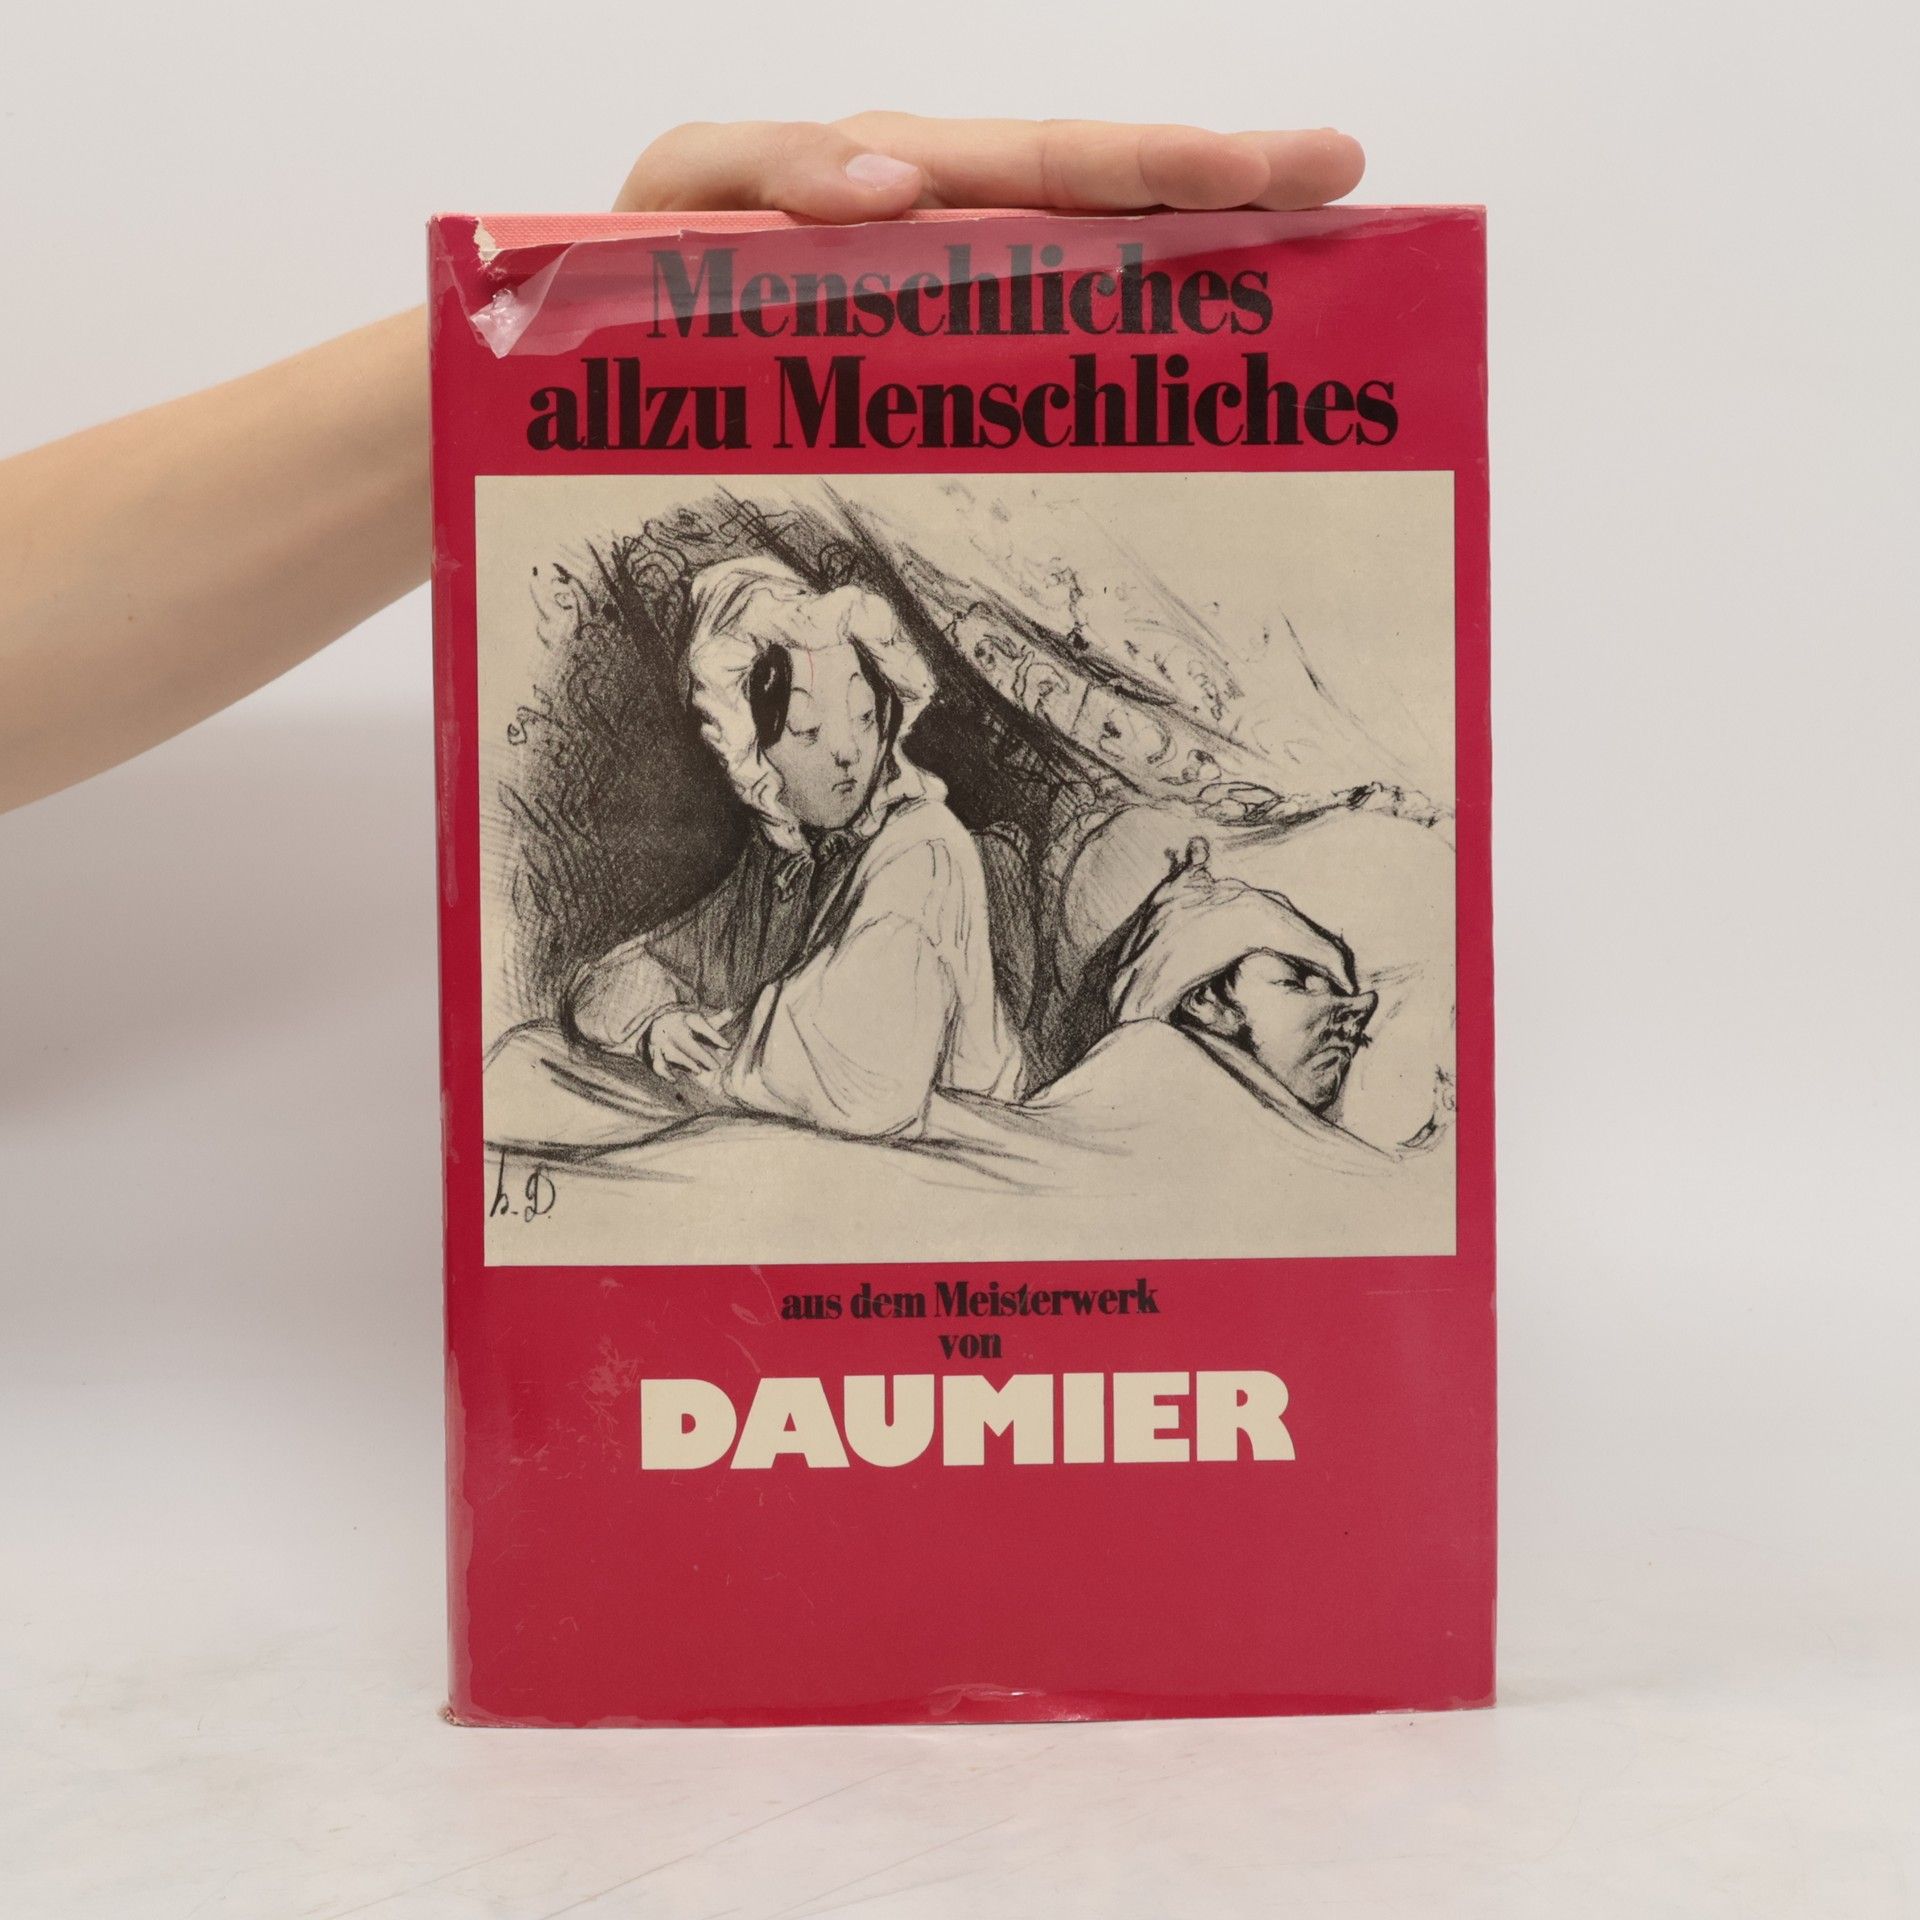 Menschliches
allzu Menschliches
h. D.
aus dem Meisterwerk
von
DAUMIER